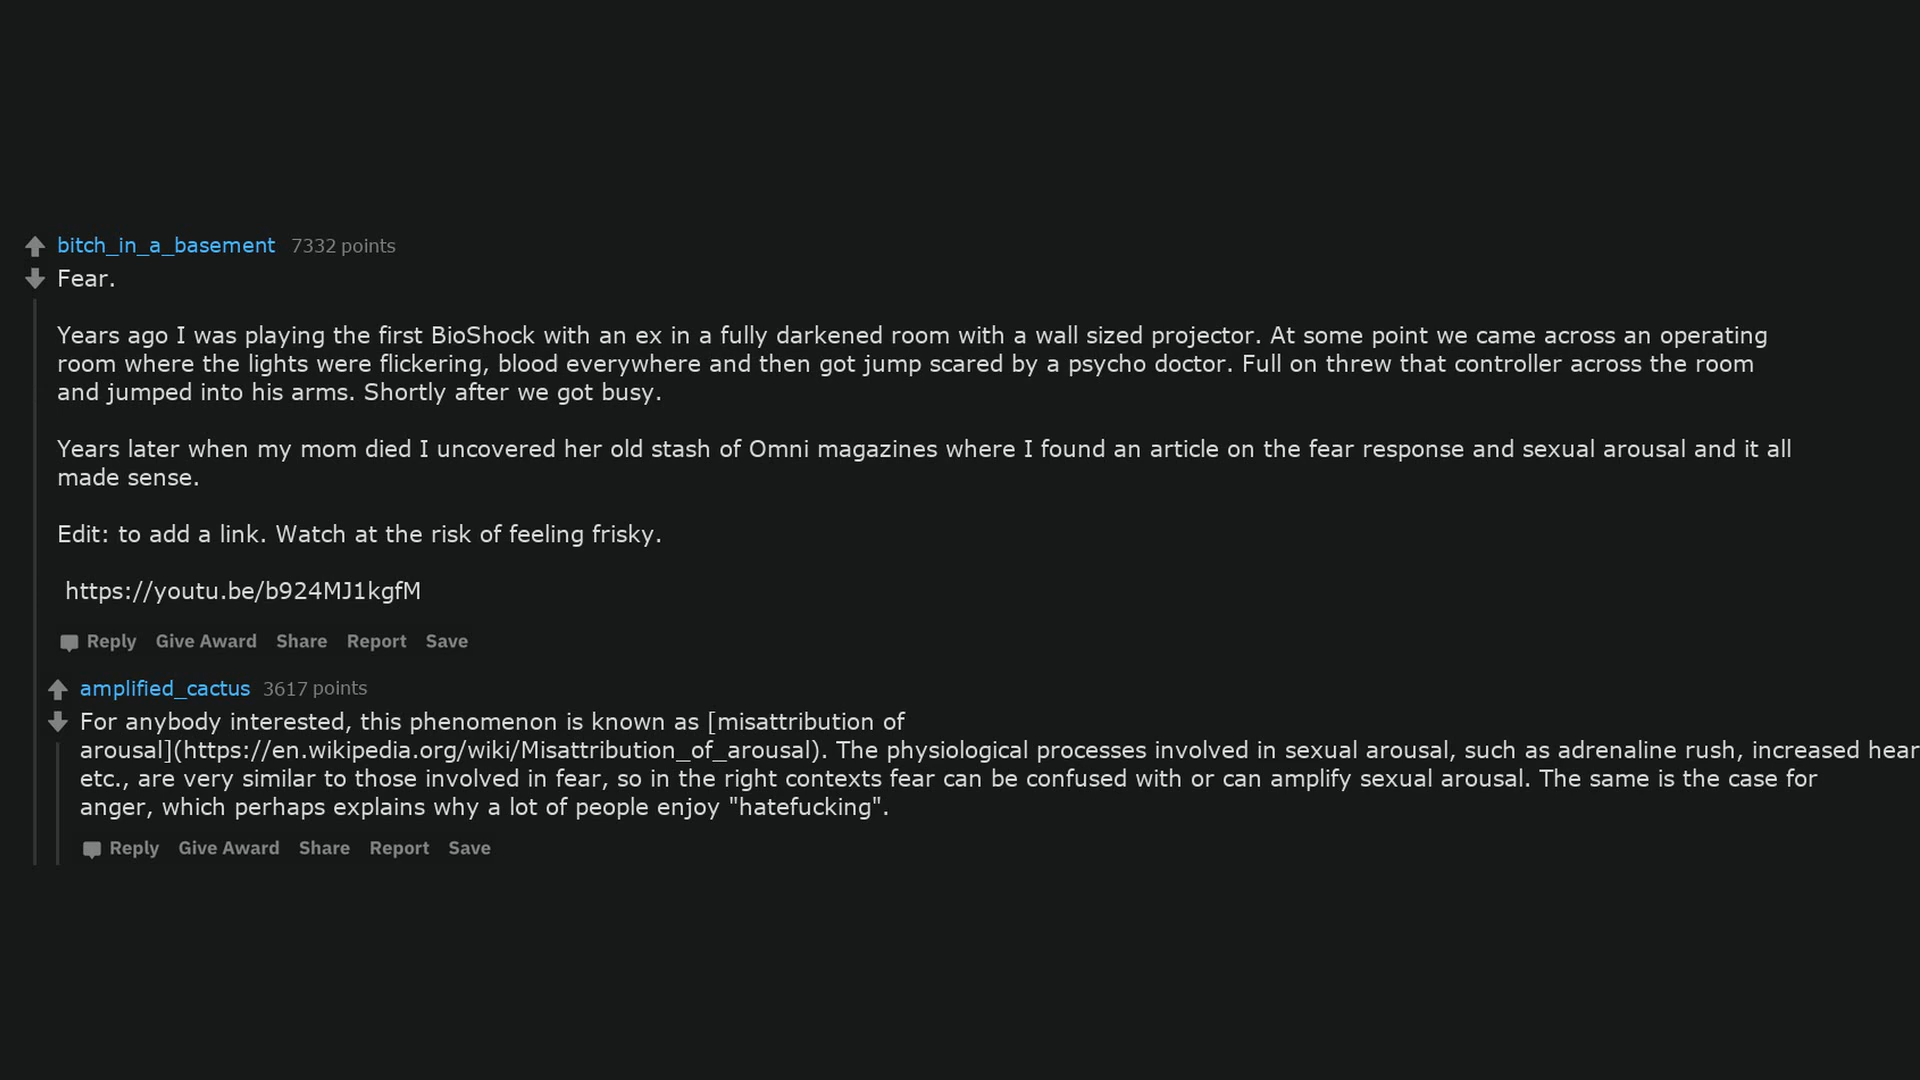 bitch_in_a_basement 7332 points
Fear.
Years ago I was playing the first BioShock with an ex in a fully darkened room with a wall sized projector. At some point we came across an operating
room where the lights were flickering, blood everywhere and then got jump scared by a psycho doctor. Full on threw that controller across the room
and jumped into his arms. Shortly after we got busy.
Years later when my mom died I uncovered her old stash of Omni magazines where I found an article on the fear response and sexual arousal and it all
made sense.
Edit: to add a link. Watch at the risk of feeling frisky.
https://youtu.be/b924MJ1kgfM
Reply Give Award Share Report Save
amplified_cactus 3617 points
For anybody interested, this phenomenon is known as [misattribution of
arousal](https://en.wikipedia.org/wiki/Misattribution_of_arousal). The physiological processes involved in sexual arousal, such as adrenaline rush, increased hear
etc., are very similar to those involved in fear, so in the right contexts fear can be confused with or can amplify sexual arousal. The same is the case for
anger, which perhaps explains why a lot of people enjoy "hatefucking".
Reply Give Award Share Report Save